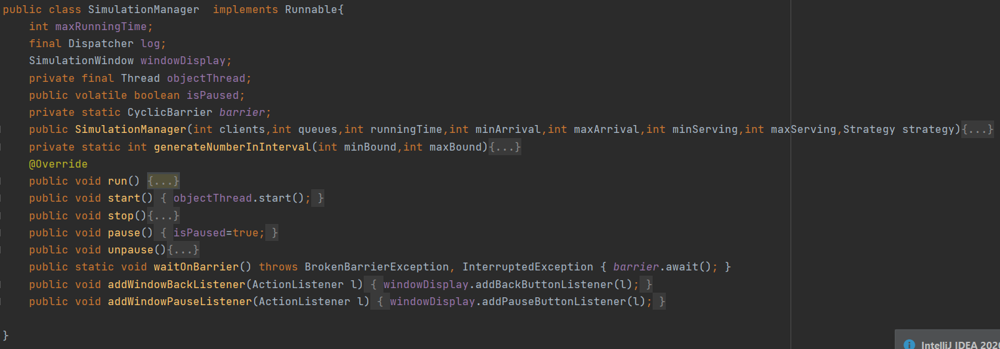 public class SimulationManager  implements Runnable{
    int maxRunningTime;
    final Dispatcher log;
    SimulationWindow windowDisplay;
    private final Thread objectThread;
    public volatile boolean isPaused;
    private static CyclicBarrier barrier;
    public SimulationManager(int clients,int queues,int runningTime,int minArrival,int maxArrival,int minServing,int maxServing,Strategy strategy){...}
    private static int generateNumberInInterval(int minBound,int maxBound){...}
    @Override
    public void run() {...}
    public void start() { objectThread.start(); }
    public void stop(){...}
    public void pause() { isPaused=true; }
    public void unpause(){...}
    public static void waitOnBarrier() throws BrokenBarrierException, InterruptedException { barrier.await(); }
    public void addWindowBackListener(ActionListener l) { windowDisplay.addBackButtonListener(l); }
    public void addWindowPauseListener(ActionListener l) { windowDisplay.addPauseButtonListener(l); }
}
IntelliJ IDEA 202